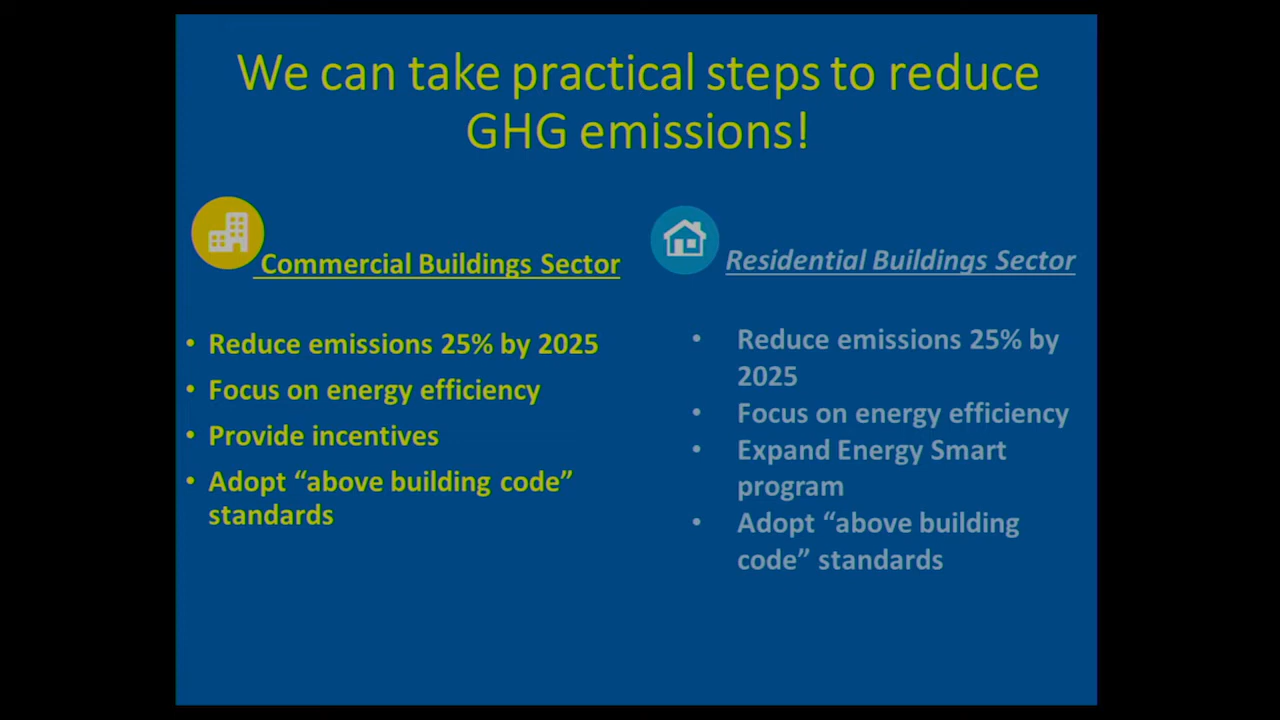 We can take practical steps to reduce
GHG emissions!
Commercial Buildings Sector
• Reduce emissions 25% by 2025
• Focus on energy efficiency
• Provide incentives
• Adopt “above building code”
standards
Residential Buildings Sector
• Reduce emissions 25% by
2025
• Focus on energy efficiency
• Expand Energy Smart
program
• Adopt “above building
code” standards